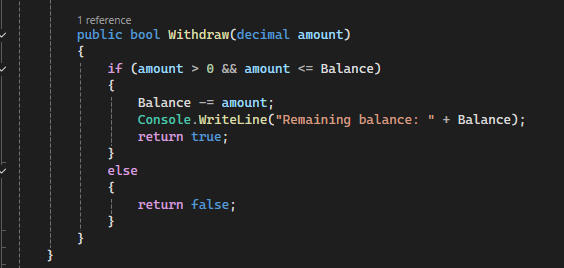 1 reference
public bool Withdraw(decimal amount)
{
if (amount > 0 && amount <= Balance)
{
Balance -= amount;
Console.WriteLine("Remaining balance: " + Balance);
return true;
}
else
{
return false;
}
}
}